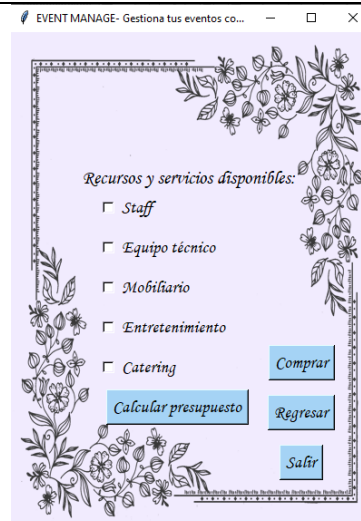 EVENT MANAGE- Gestiona tus eventos co...
Recursos y servicios disponibles:
Staff
Equipo técnico
Mobiliario
Entretenimiento
Catering
Comprar
Calcular presupuesto
Regresar
Salir